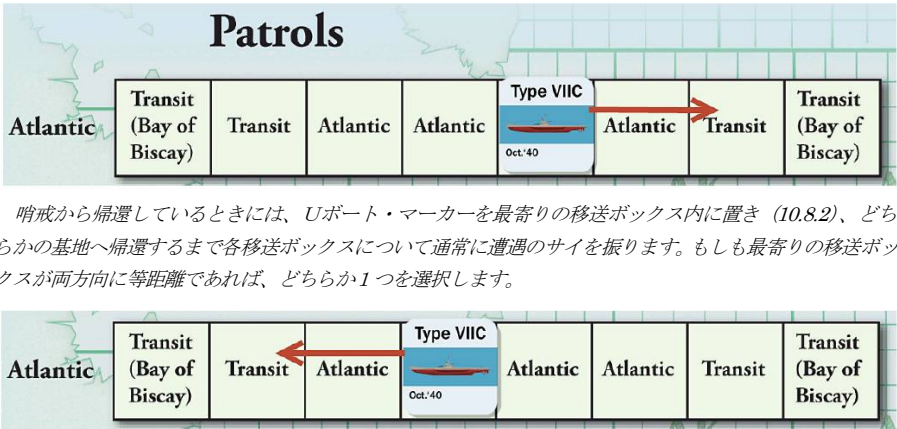 Patrols
Atlantic
Transit
(Bay of
Biscay)
Transit
Atlantic
Atlantic
Type VIIC
Oct.'40
Atlantic
Transit
Transit
(Bay of
Biscay)
哨戒から帰還しているときには、Uボート・マーカーを最寄りの移送ボックス内に置き（10.8.2）、どち
らかの基地へ帰還するまで各移送ボックスについて通常に遭遇のサイを振ります。もしも最寄りの移送ボッ
クスが両方向に等距離であれば、どちらか１つを選択します。
Atlantic
Transit
(Bay of
Biscay)
Transit
Atlantic
Type VIIC
Oct.'40
Atlantic
Atlantic
Transit
Transit
(Bay of
Biscay)